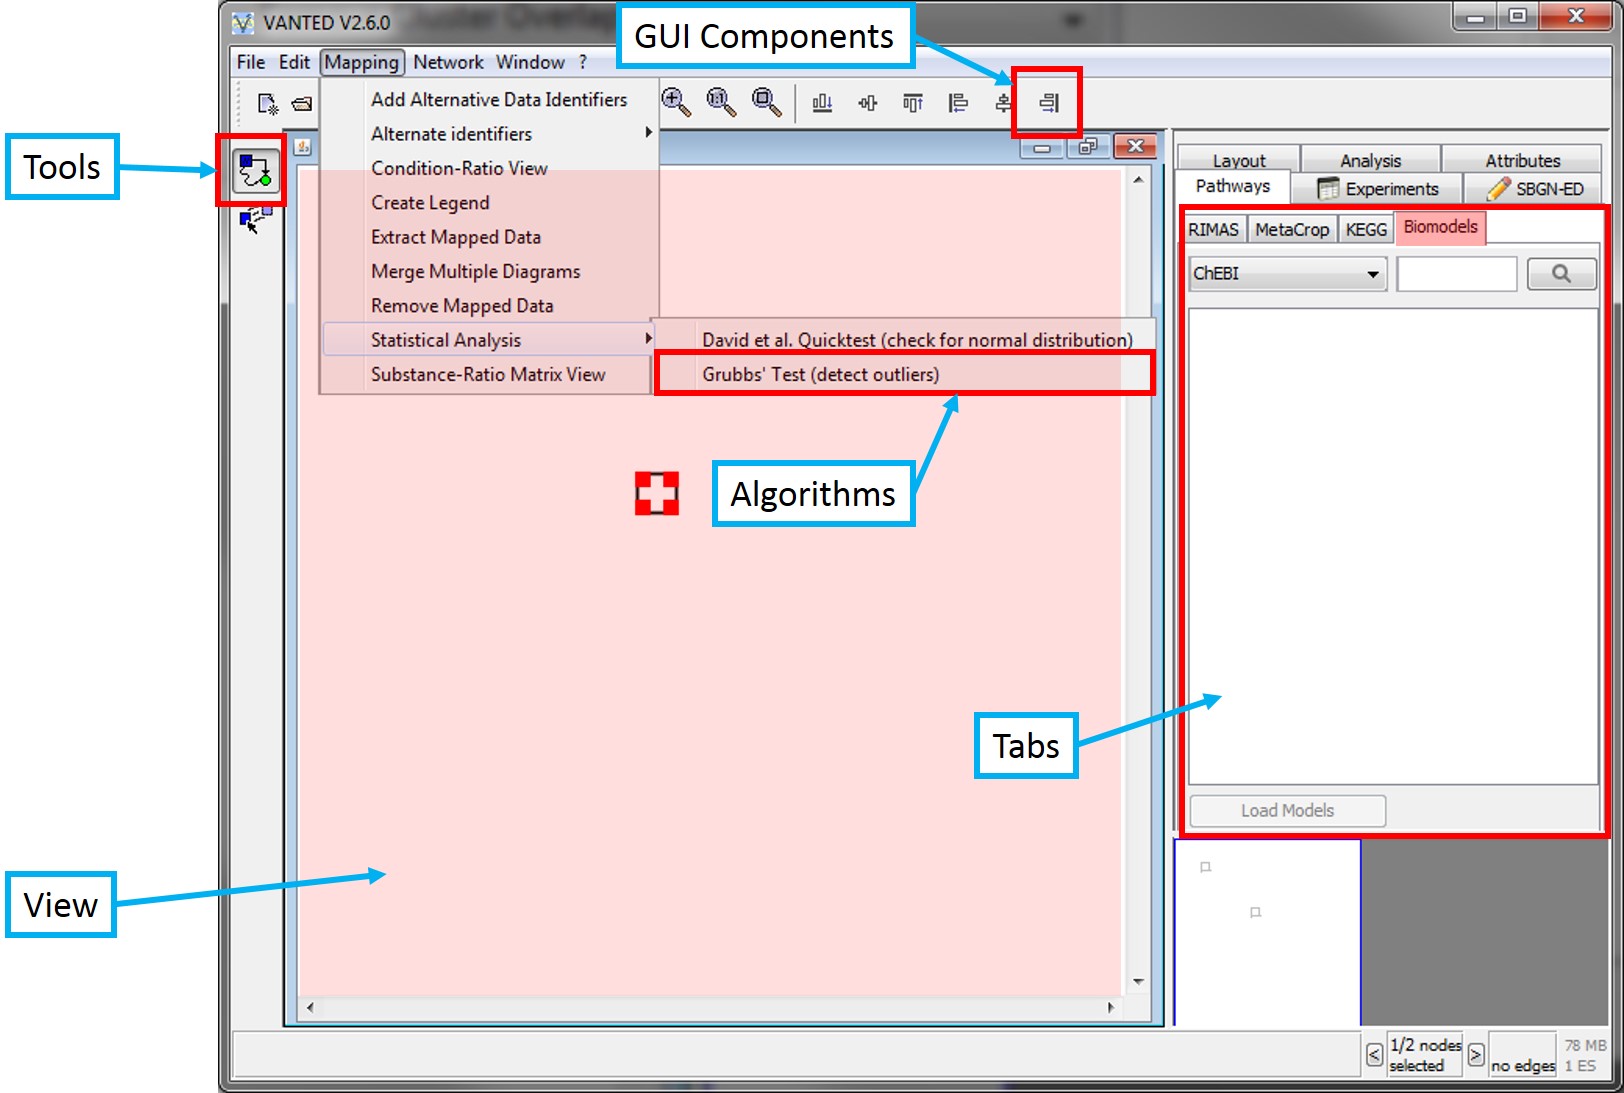 VANTED V2.6.0
GUI Components
File Edit Mapping Network Window ?
Add Alternative Data Identifiers
Alternate identifiers
Condition-Ratio View
Create Legend
Extract Mapped Data
Merge Multiple Diagrams
Remove Mapped Data
Statistical Analysis
Substance-Ratio Matrix View
David et al. Quicktest (check for normal distribution)
Grubbs' Test (detect outliers)
Tools
Algorithms
View
Tabs
Layout Analysis Attributes
Pathways Experiments SBGN-ED
RIMAS MetaCrop KEGG Biomodels
ChEBI
Load Models
< 1/2 nodes selected > no edges
78 MB
1 ES